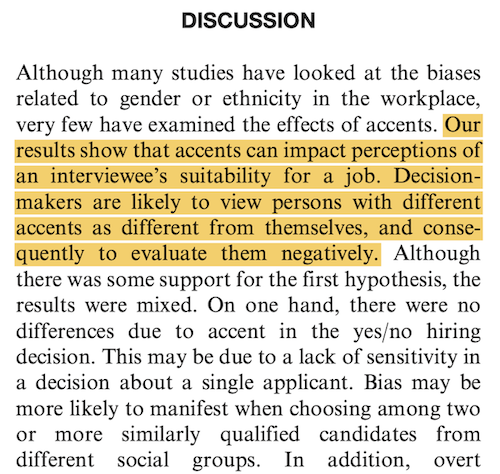 DISCUSSION
Although many studies have looked at the biases
related to gender or ethnicity in the workplace,
very few have examined the effects of accents. Our
results show that accents can impact perceptions of
an interviewee's suitability for a job. Decision-
makers are likely to view persons with different
accents as different from themselves, and conse-
quently to evaluate them negatively. Although
there was some support for the first hypothesis, the
results were mixed. On one hand, there were no
differences due to accent in the yes/no hiring
decision. This may be due to a lack of sensitivity in
a decision about a single applicant. Bias may be
more likely to manifest when choosing among two
or more similarly qualified candidates from
different social groups. In addition, overt